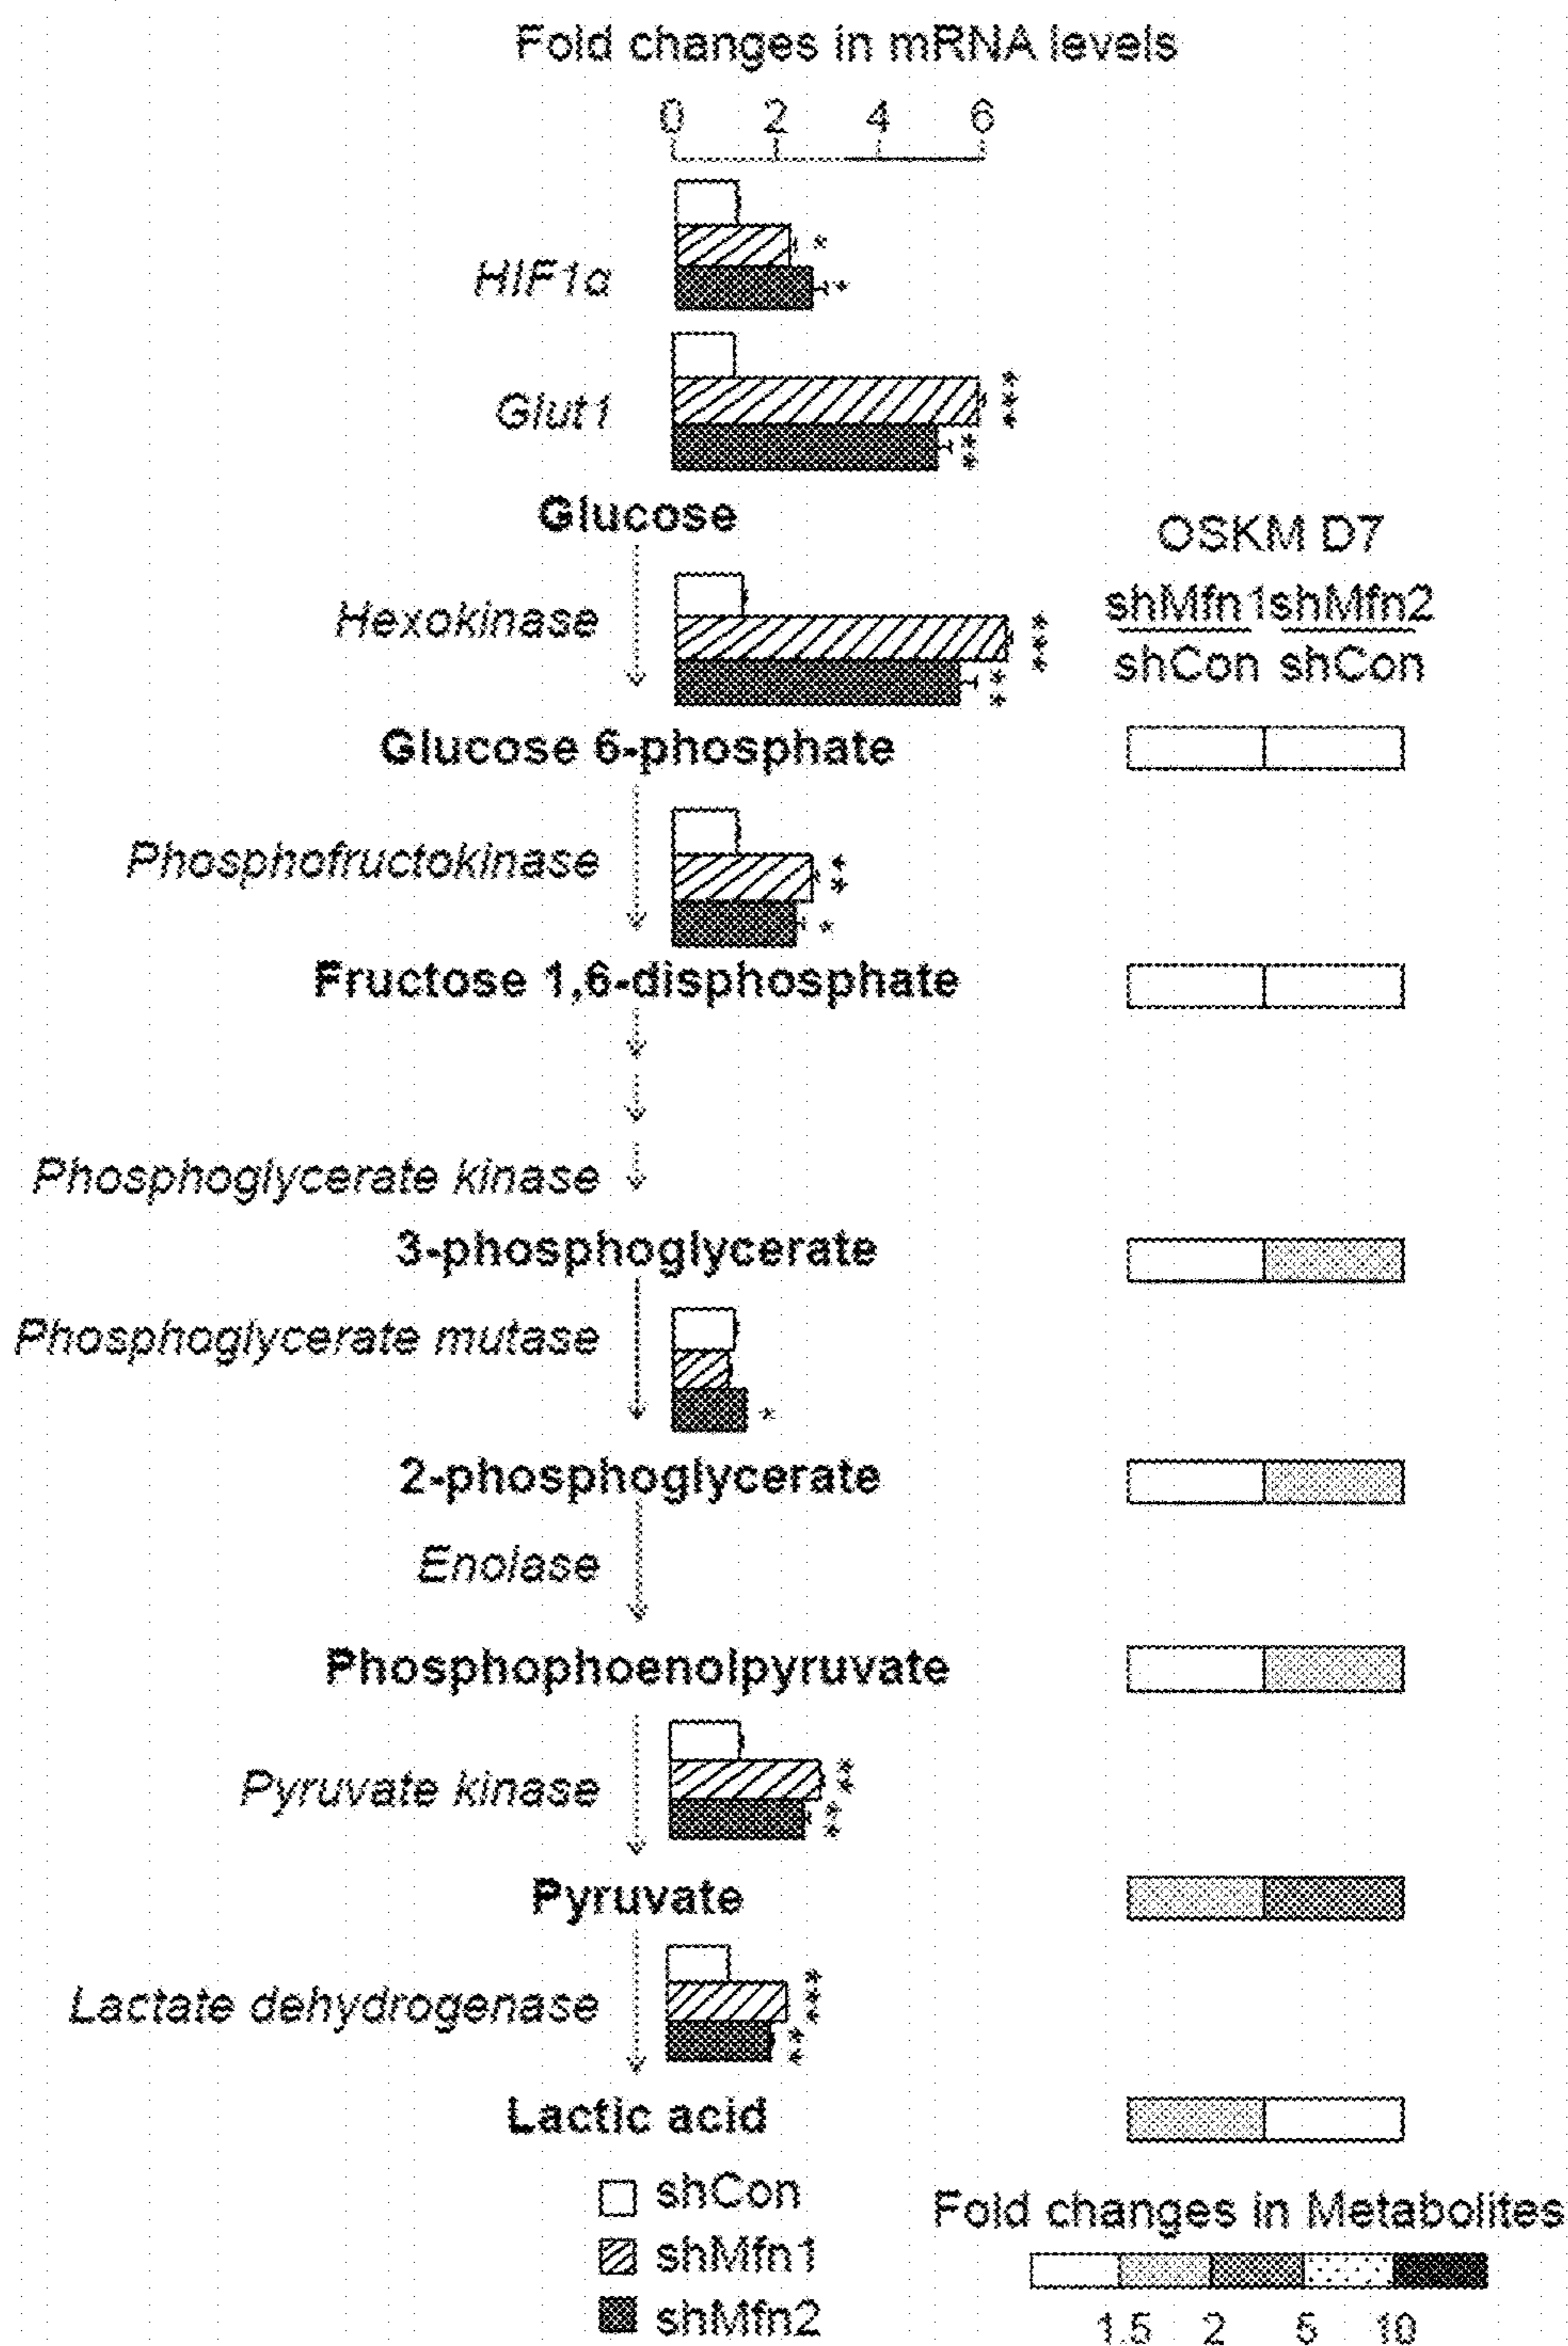 Fold changes in mRNA levels
0 2 4 6
*
HIF1α
*
***
Glut1
**
Glucose
OSKM D7
Hexokinase
***
shMfn1 shMfn2
shCon shCon
**
Glucose 6-phosphate
Phosphofructokinase
**
*
Fructose 1,6-disphosphate
Phosphoglycerate kinase
3-phosphoglycerate
Phosphoglycerate mutase
*
2-phosphoglycerate
Enolase
Phosphophoenolpyruvate
Pyruvate kinase
**
**
Pyruvate
Lactate dehydrogenase
***
**
Lactic acid
shCon
shMfn1
shMfn2
Fold changes in Metabolites
1.5 2 5 10